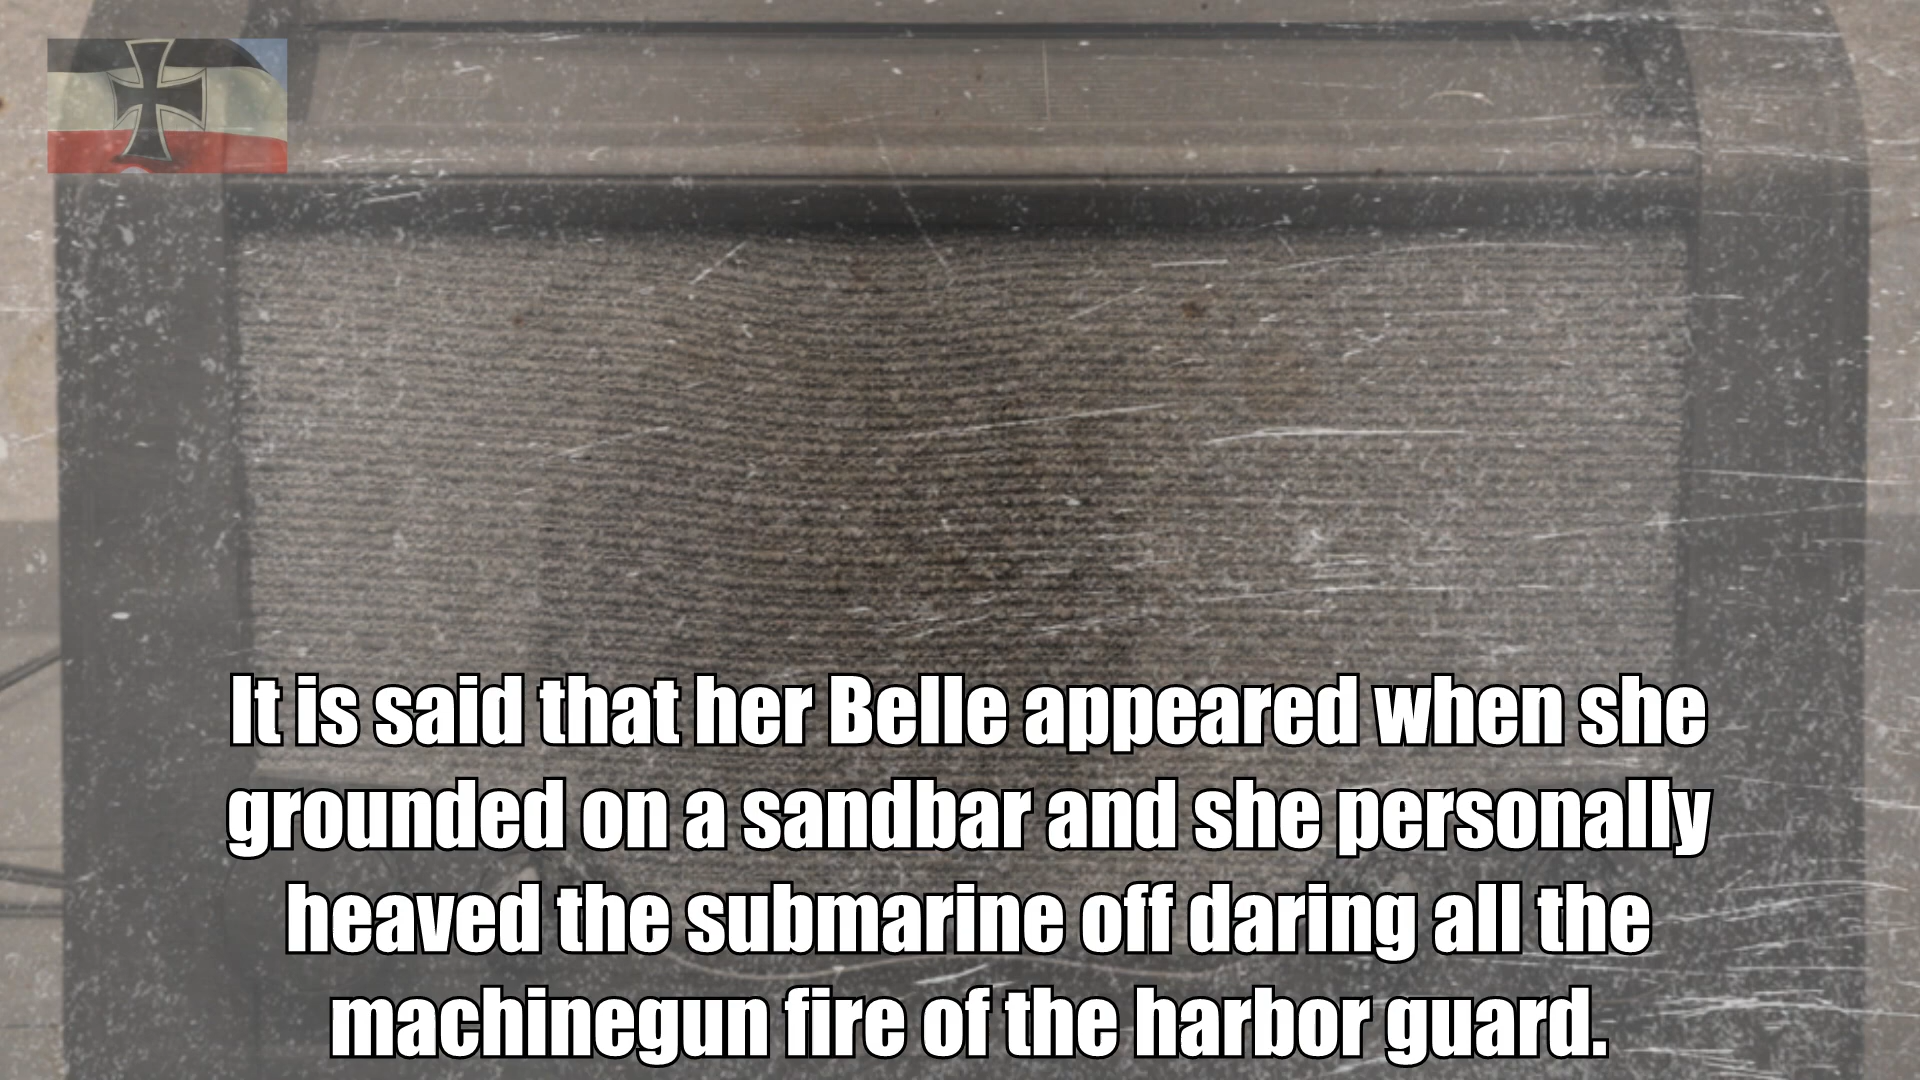 It is said that her Belle appeared when she
grounded on a sandbar and she personally
heaved the submarine off daring all the
machinegun fire of the harbor guard.